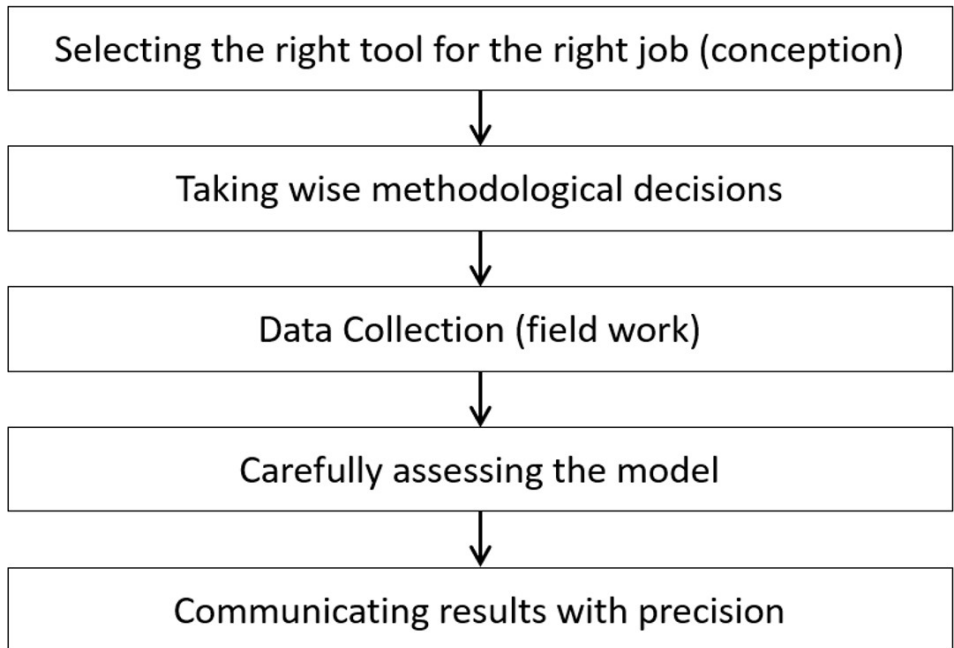 Selecting the right tool for the right job (conception)
Taking wise methodological decisions
Data Collection (field work)
Carefully assessing the model
Communicating results with precision